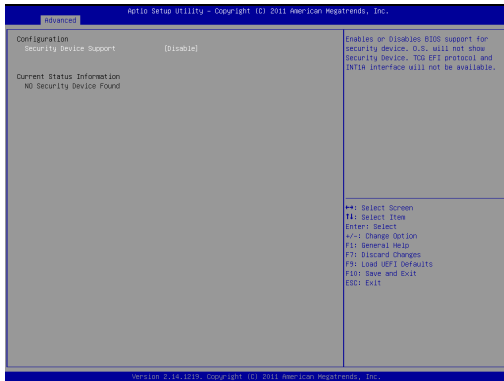 Aptio Setup Utility - Copyright (C) 2011 American Megatrends, Inc.
Advanced
Configuration
Security Device Support [Disable]
Current Status Information
NO Security Device Found
Enables or Disables BIOS support for
security device. O.S. will not show
Security Device. TCG EFI protocol and
INT1A interface will not be available.
↔: Select Screen
↑↓: Select Item
Enter: Select
+/-: Change Option
F1: General Help
F7: Discard Changes
F9: Load UEFI Defaults
F10: Save and Exit
ESC: Exit
Version 2.14.1219. Copyright (C) 2011 American Megatrends, Inc.